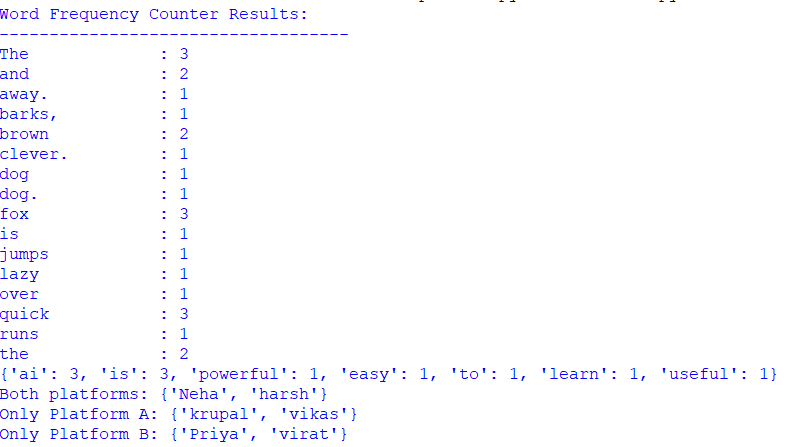 Word Frequency Counter Results:
-----------------------------------
The             : 3
and             : 2
away.           : 1
barks,          : 1
brown           : 2
clever.         : 1
dog             : 1
dog.            : 1
fox             : 3
is              : 1
jumps           : 1
lazy            : 1
over            : 1
quick           : 3
runs            : 1
the             : 2
{'ai': 3, 'is': 3, 'powerful': 1, 'easy': 1, 'to': 1, 'learn': 1, 'useful': 1}
Both platforms: {'Neha', 'harsh'}
Only Platform A: {'krupal', 'vikas'}
Only Platform B: {'Priya', 'virat'}